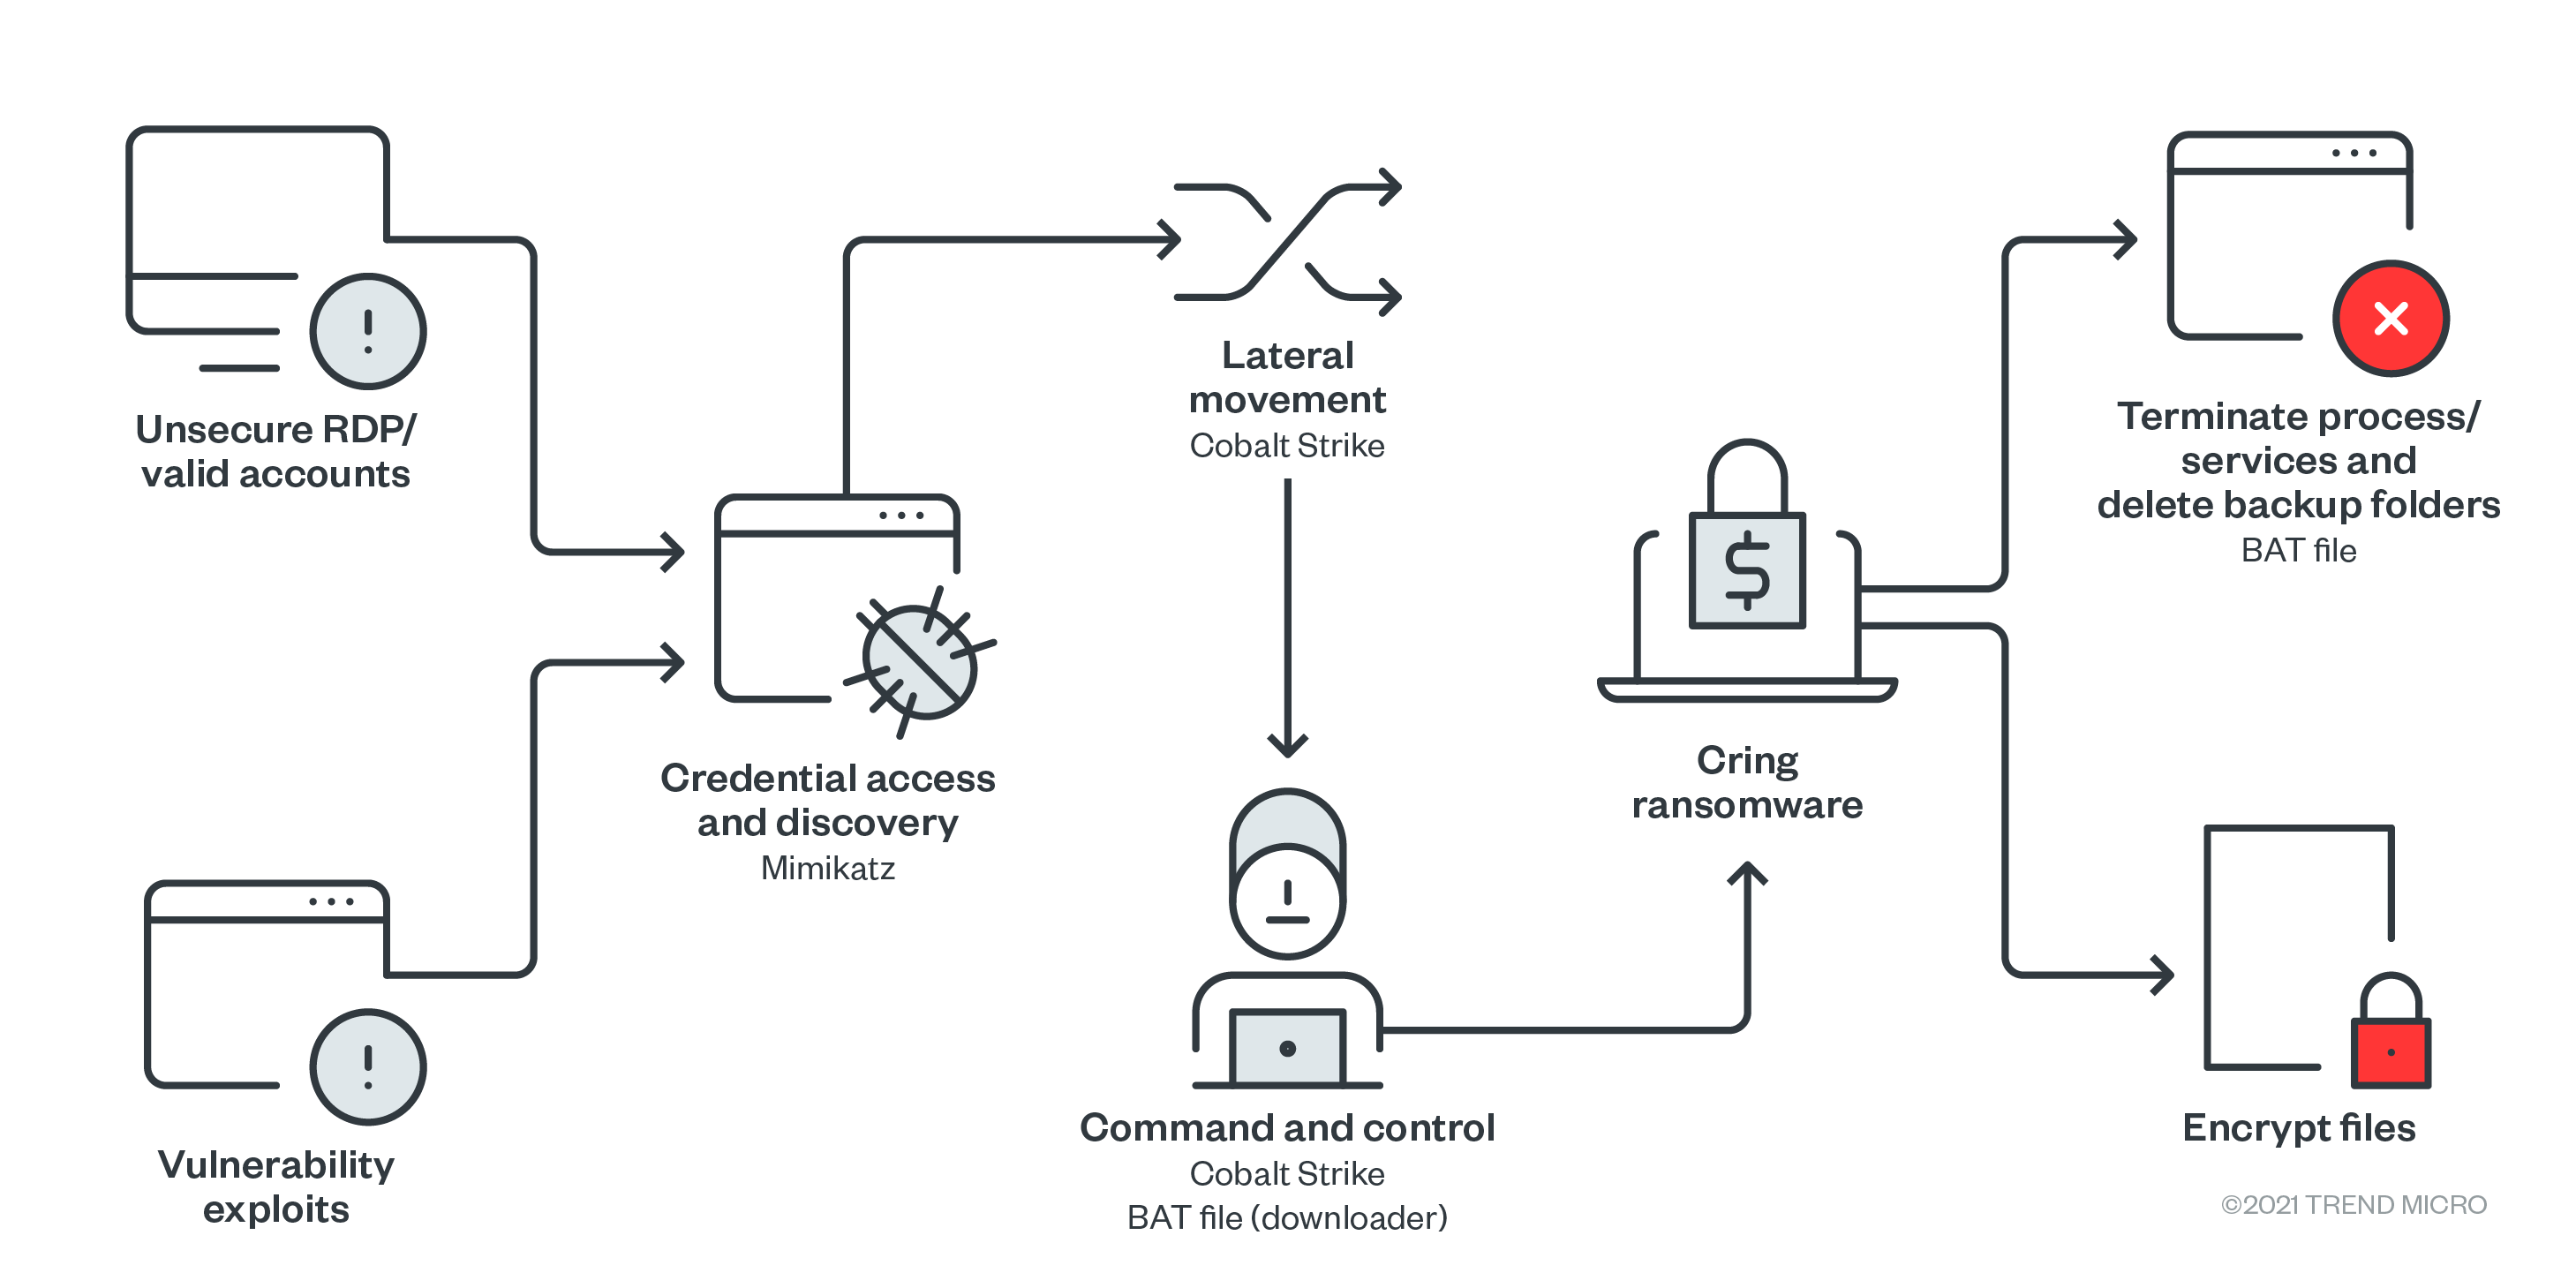 Unsecure RDP/
valid accounts
Vulnerability
exploits
Credential access
and discovery
Mimikatz
Lateral
movement
Cobalt Strike
Command and control
Cobalt Strike
BAT file (downloader)
Cring
ransomware
Terminate process/
services and
delete backup folders
BAT file
Encrypt files
©2021 TREND MICRO